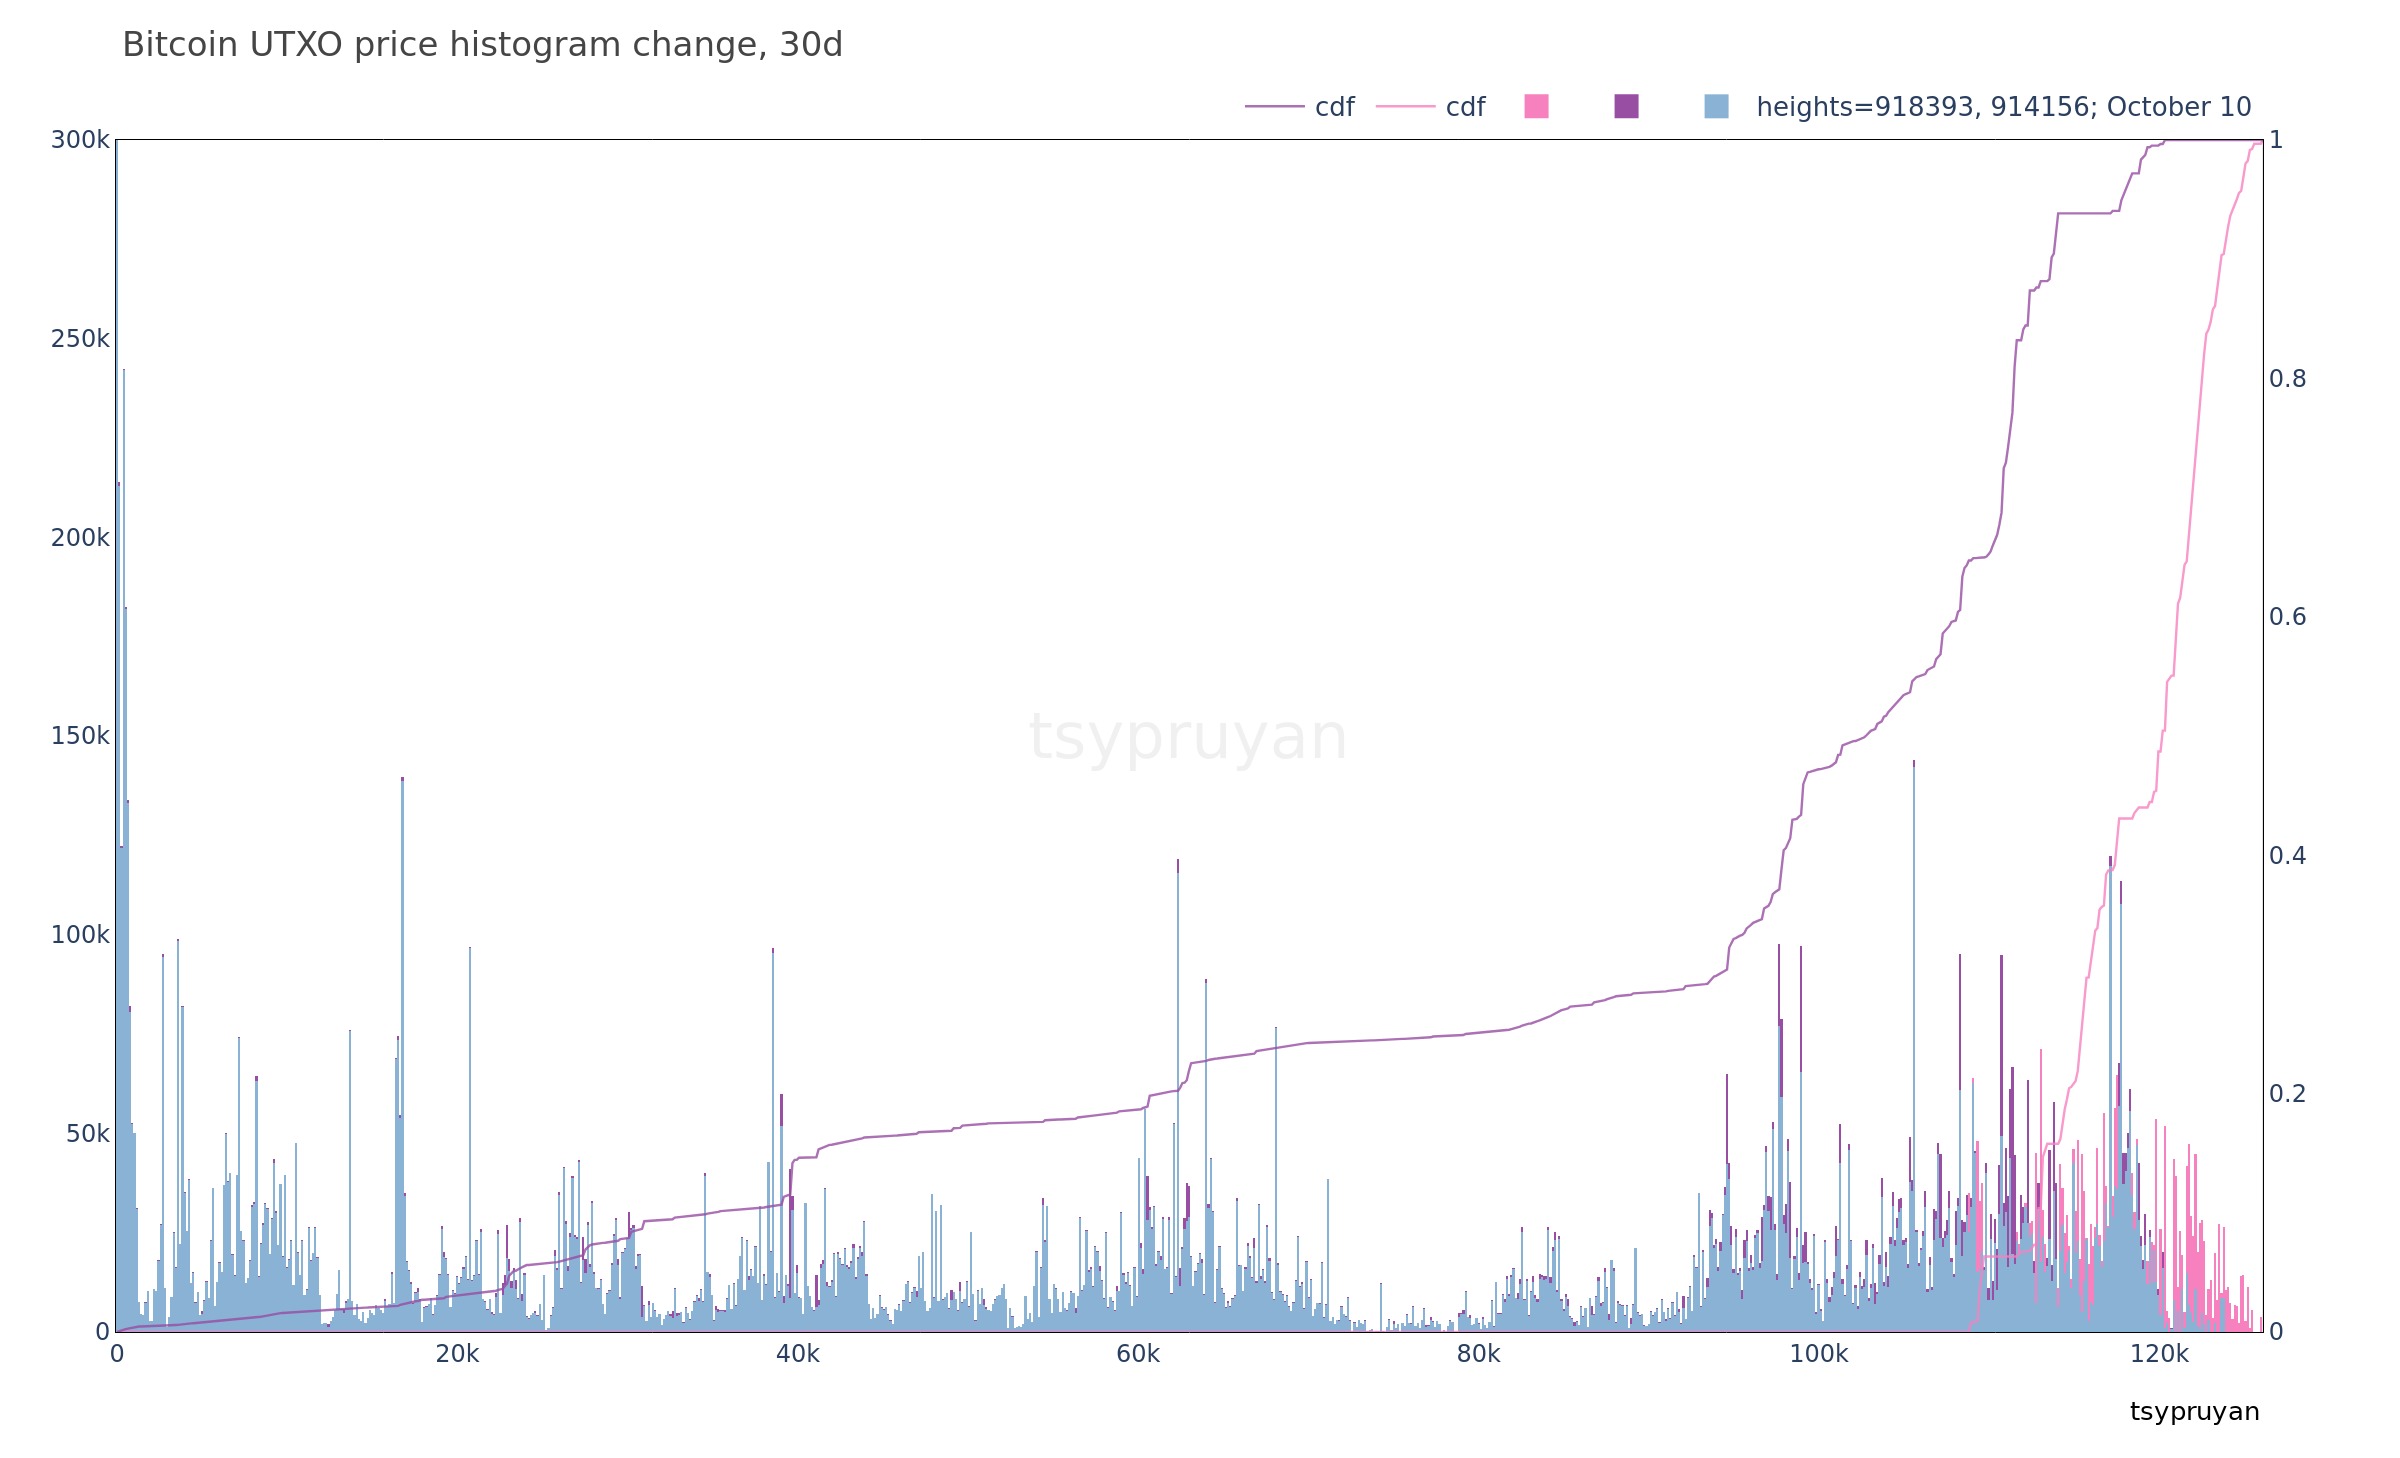 Bitcoin UTXO price histogram change, 30d
cdf cdf heights=918393, 914156; October 10
300k
250k
200k
150k
100k
50k
0
1
0.8
0.6
0.4
0.2
0
tsypruyan
0 20k 40k 60k 80k 100k 120k
tsypruyan